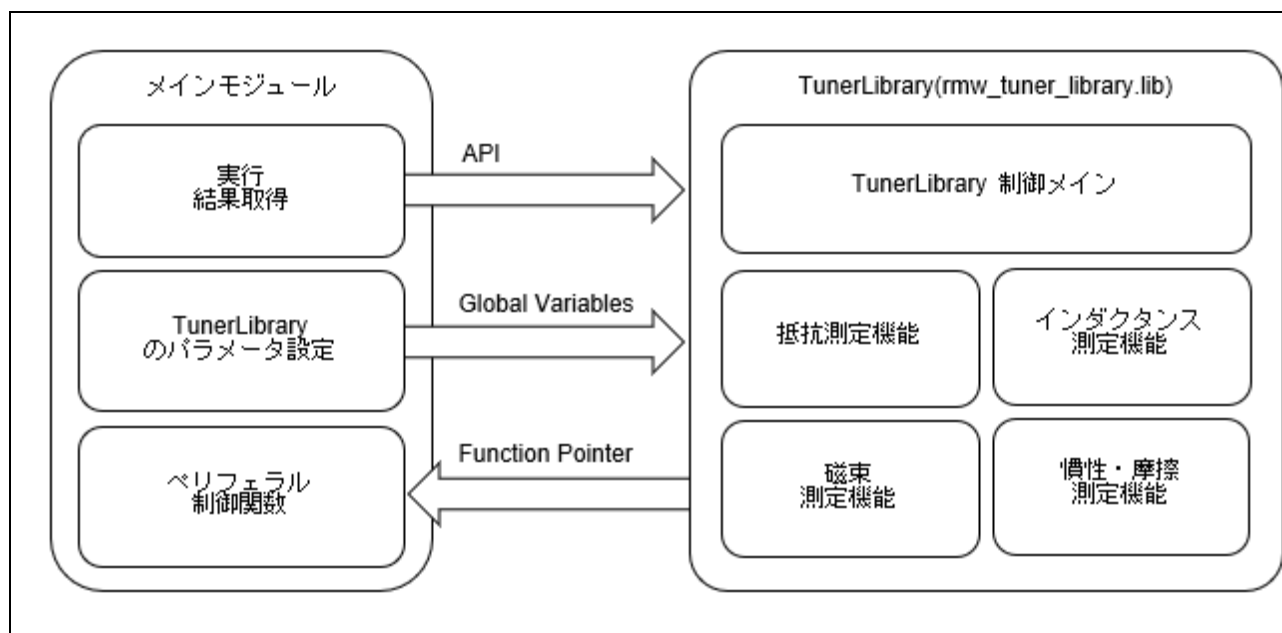 メインモジュール
実行
結果取得
TunerLibrary
のパラメータ設定
ペリフェラル
制御関数
API
Global Variables
Function Pointer
TunerLibrary(rmw_tuner_library.lib)
TunerLibrary 制御メイン
抵抗測定機能
インダクタンス
測定機能
磁束
測定機能
慣性・摩擦
測定機能